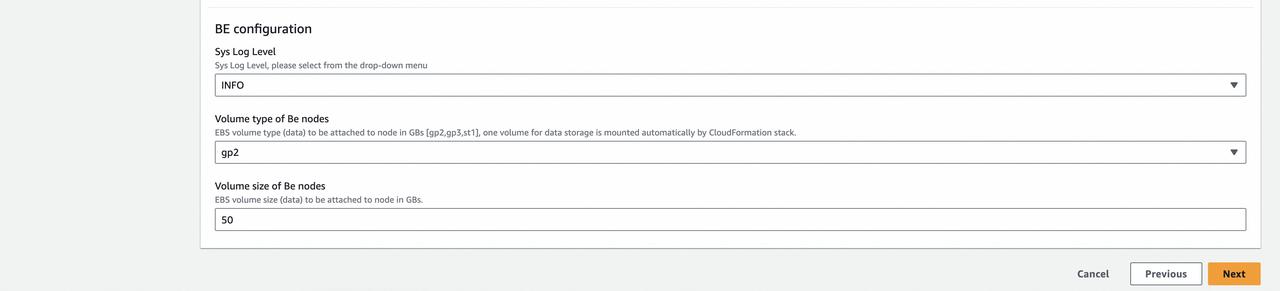 BE configuration
Sys Log Level
Sys Log Level, please select from the drop-down menu
INFO
Volume type of Be nodes
EBS volume type (data) to be attached to node in GBs [gp2,gp3,st1], one volume for data storage is mounted automatically by CloudFormation stack.
gp2
Volume size of Be nodes
EBS volume size (data) to be attached to node in GBs.
50
Cancel Previous Next